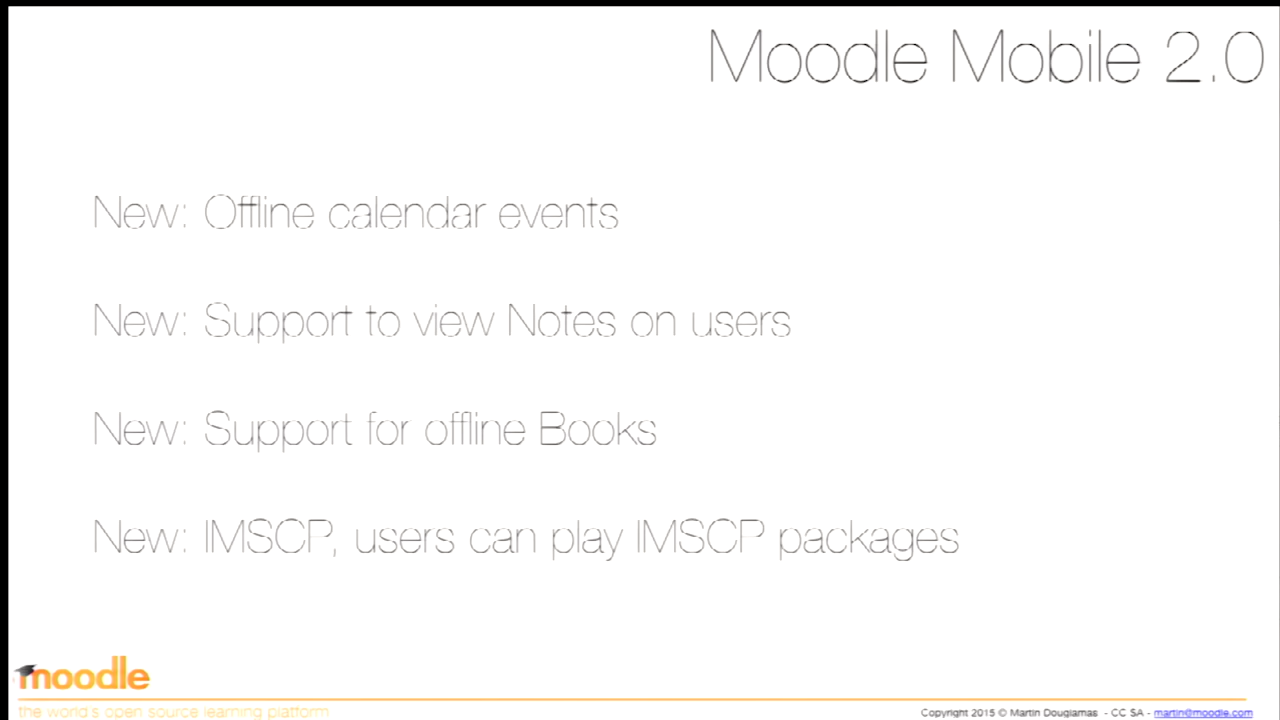 Moodle Mobile 2.0
New: Offline calendar events
New: Support to view Notes on users
New: Support for offline Books
New: IMSCP, users can play IMSCP packages
moodle
the world's open source learning platform
Copyright 2015 © Martin Dougiamas - CC SA - martin@moodle.com